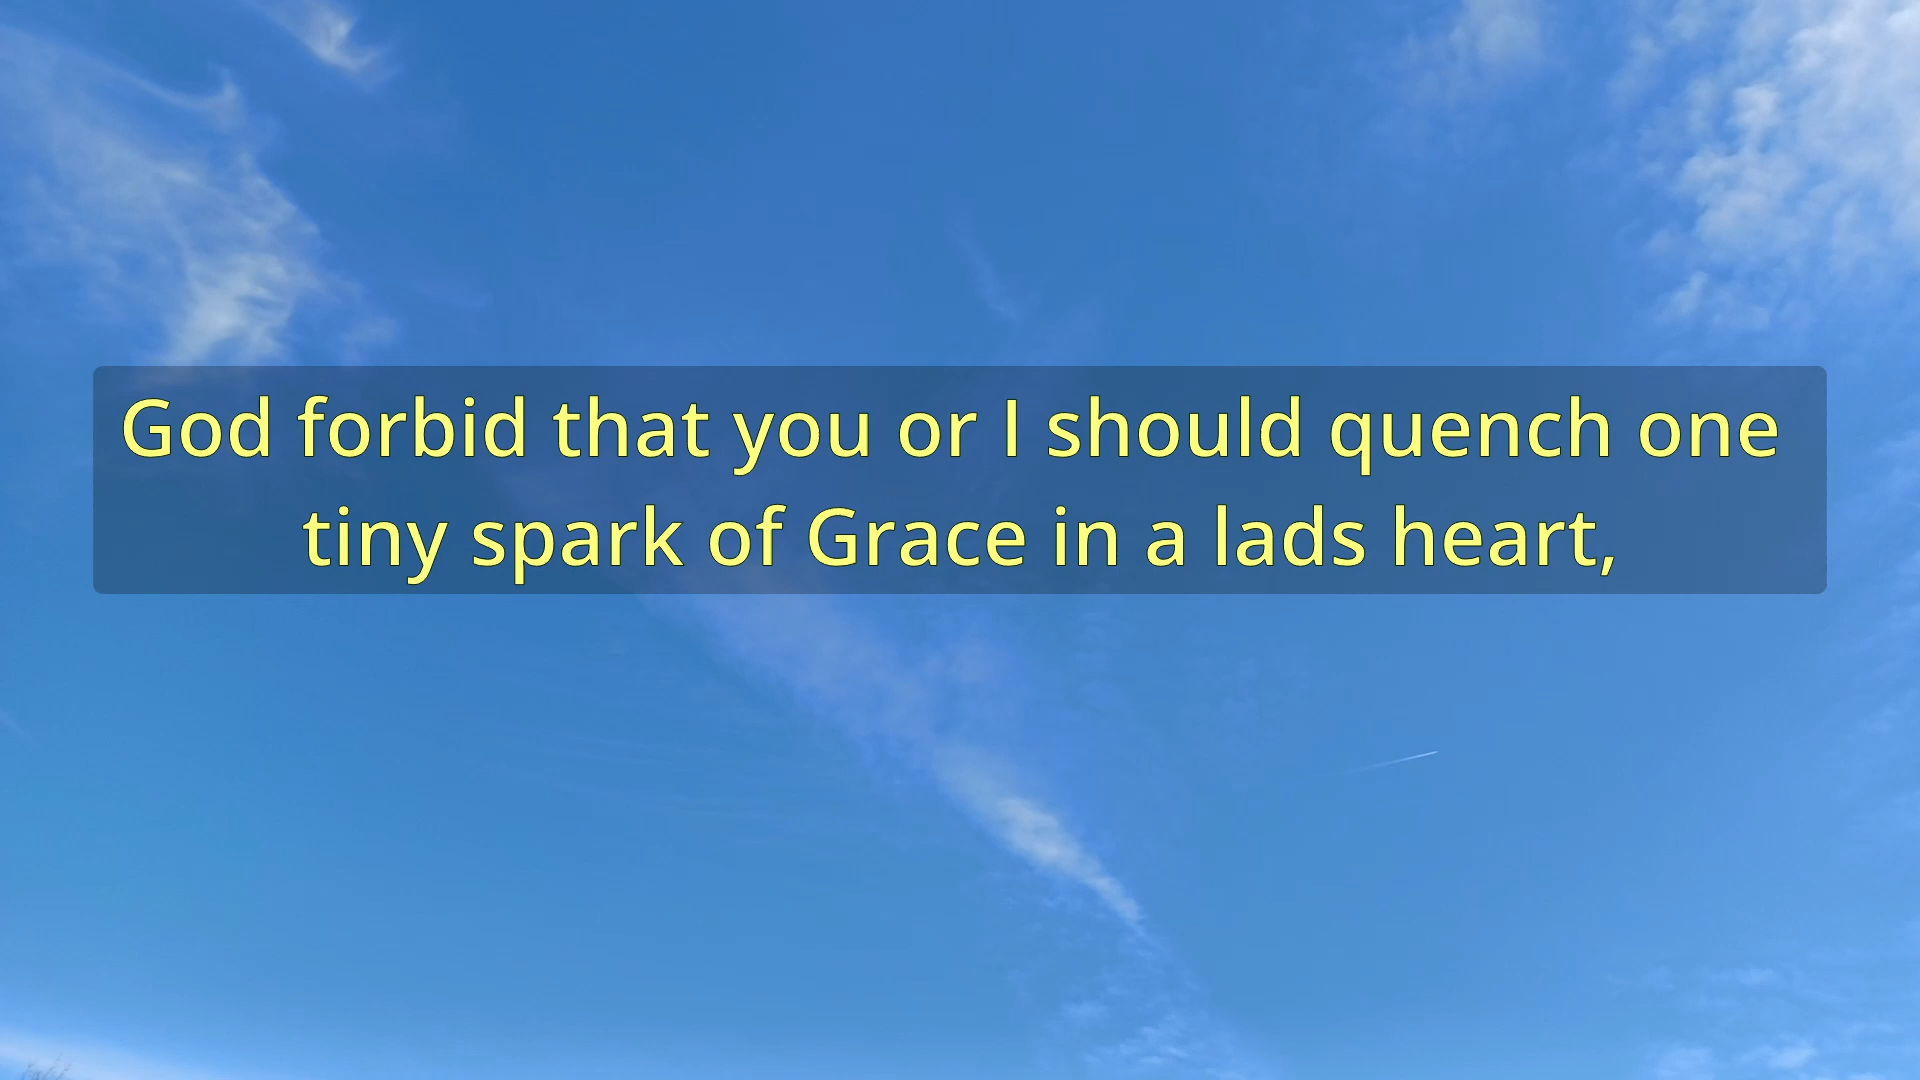 God forbid that you or I should quench one
tiny spark of Grace in a lads heart,